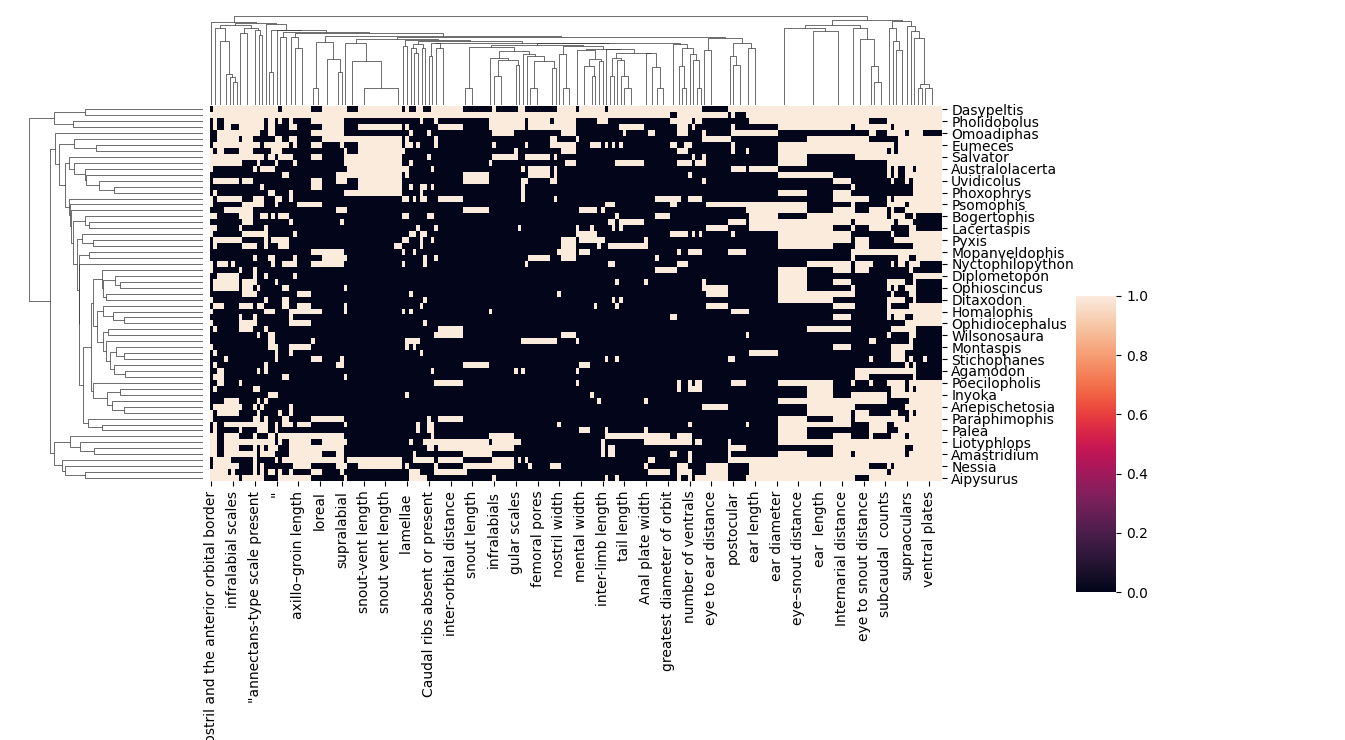 Dasypeltis
Pholidobolus
Omoadiphas
Eumeces
Salvator
Australolacerta
Uvidicolus
Phoxophrys
Psomophis
Bogertophis
Lacertaspis
Pyxis
Mopanveldophis
Nyctophilopython
Diplometopon
Ophioscincus
Ditaxodon
Homalophis
Ophidiocephalus
Wilsonosaura
Montaspis
Stichophanes
Agamodon
Poecilopholis
Inyoka
Anepischetosia
Paraphimophis
Palea
Liotyphlops
Amastridium
Nessia
Aipysurus
1.0
0.8
0.6
0.4
0.2
0.0
ostril and the anterior orbital border
infralabial scales
"annectans-type scale present
"
axillo–groin length
loreal
supralabial
snout-vent length
snout vent length
lamellae
Caudal ribs absent or present
inter-orbital distance
snout length
infralabials
gular scales
femoral pores
nostril width
mental width
inter-limb length
tail length
Anal plate width
greatest diameter of orbit
number of ventrals
eye to ear distance
postocular
ear length
ear diameter
eye–snout distance
ear  length
Internarial distance
eye to snout distance
subcaudal  counts
supraoculars
ventral plates